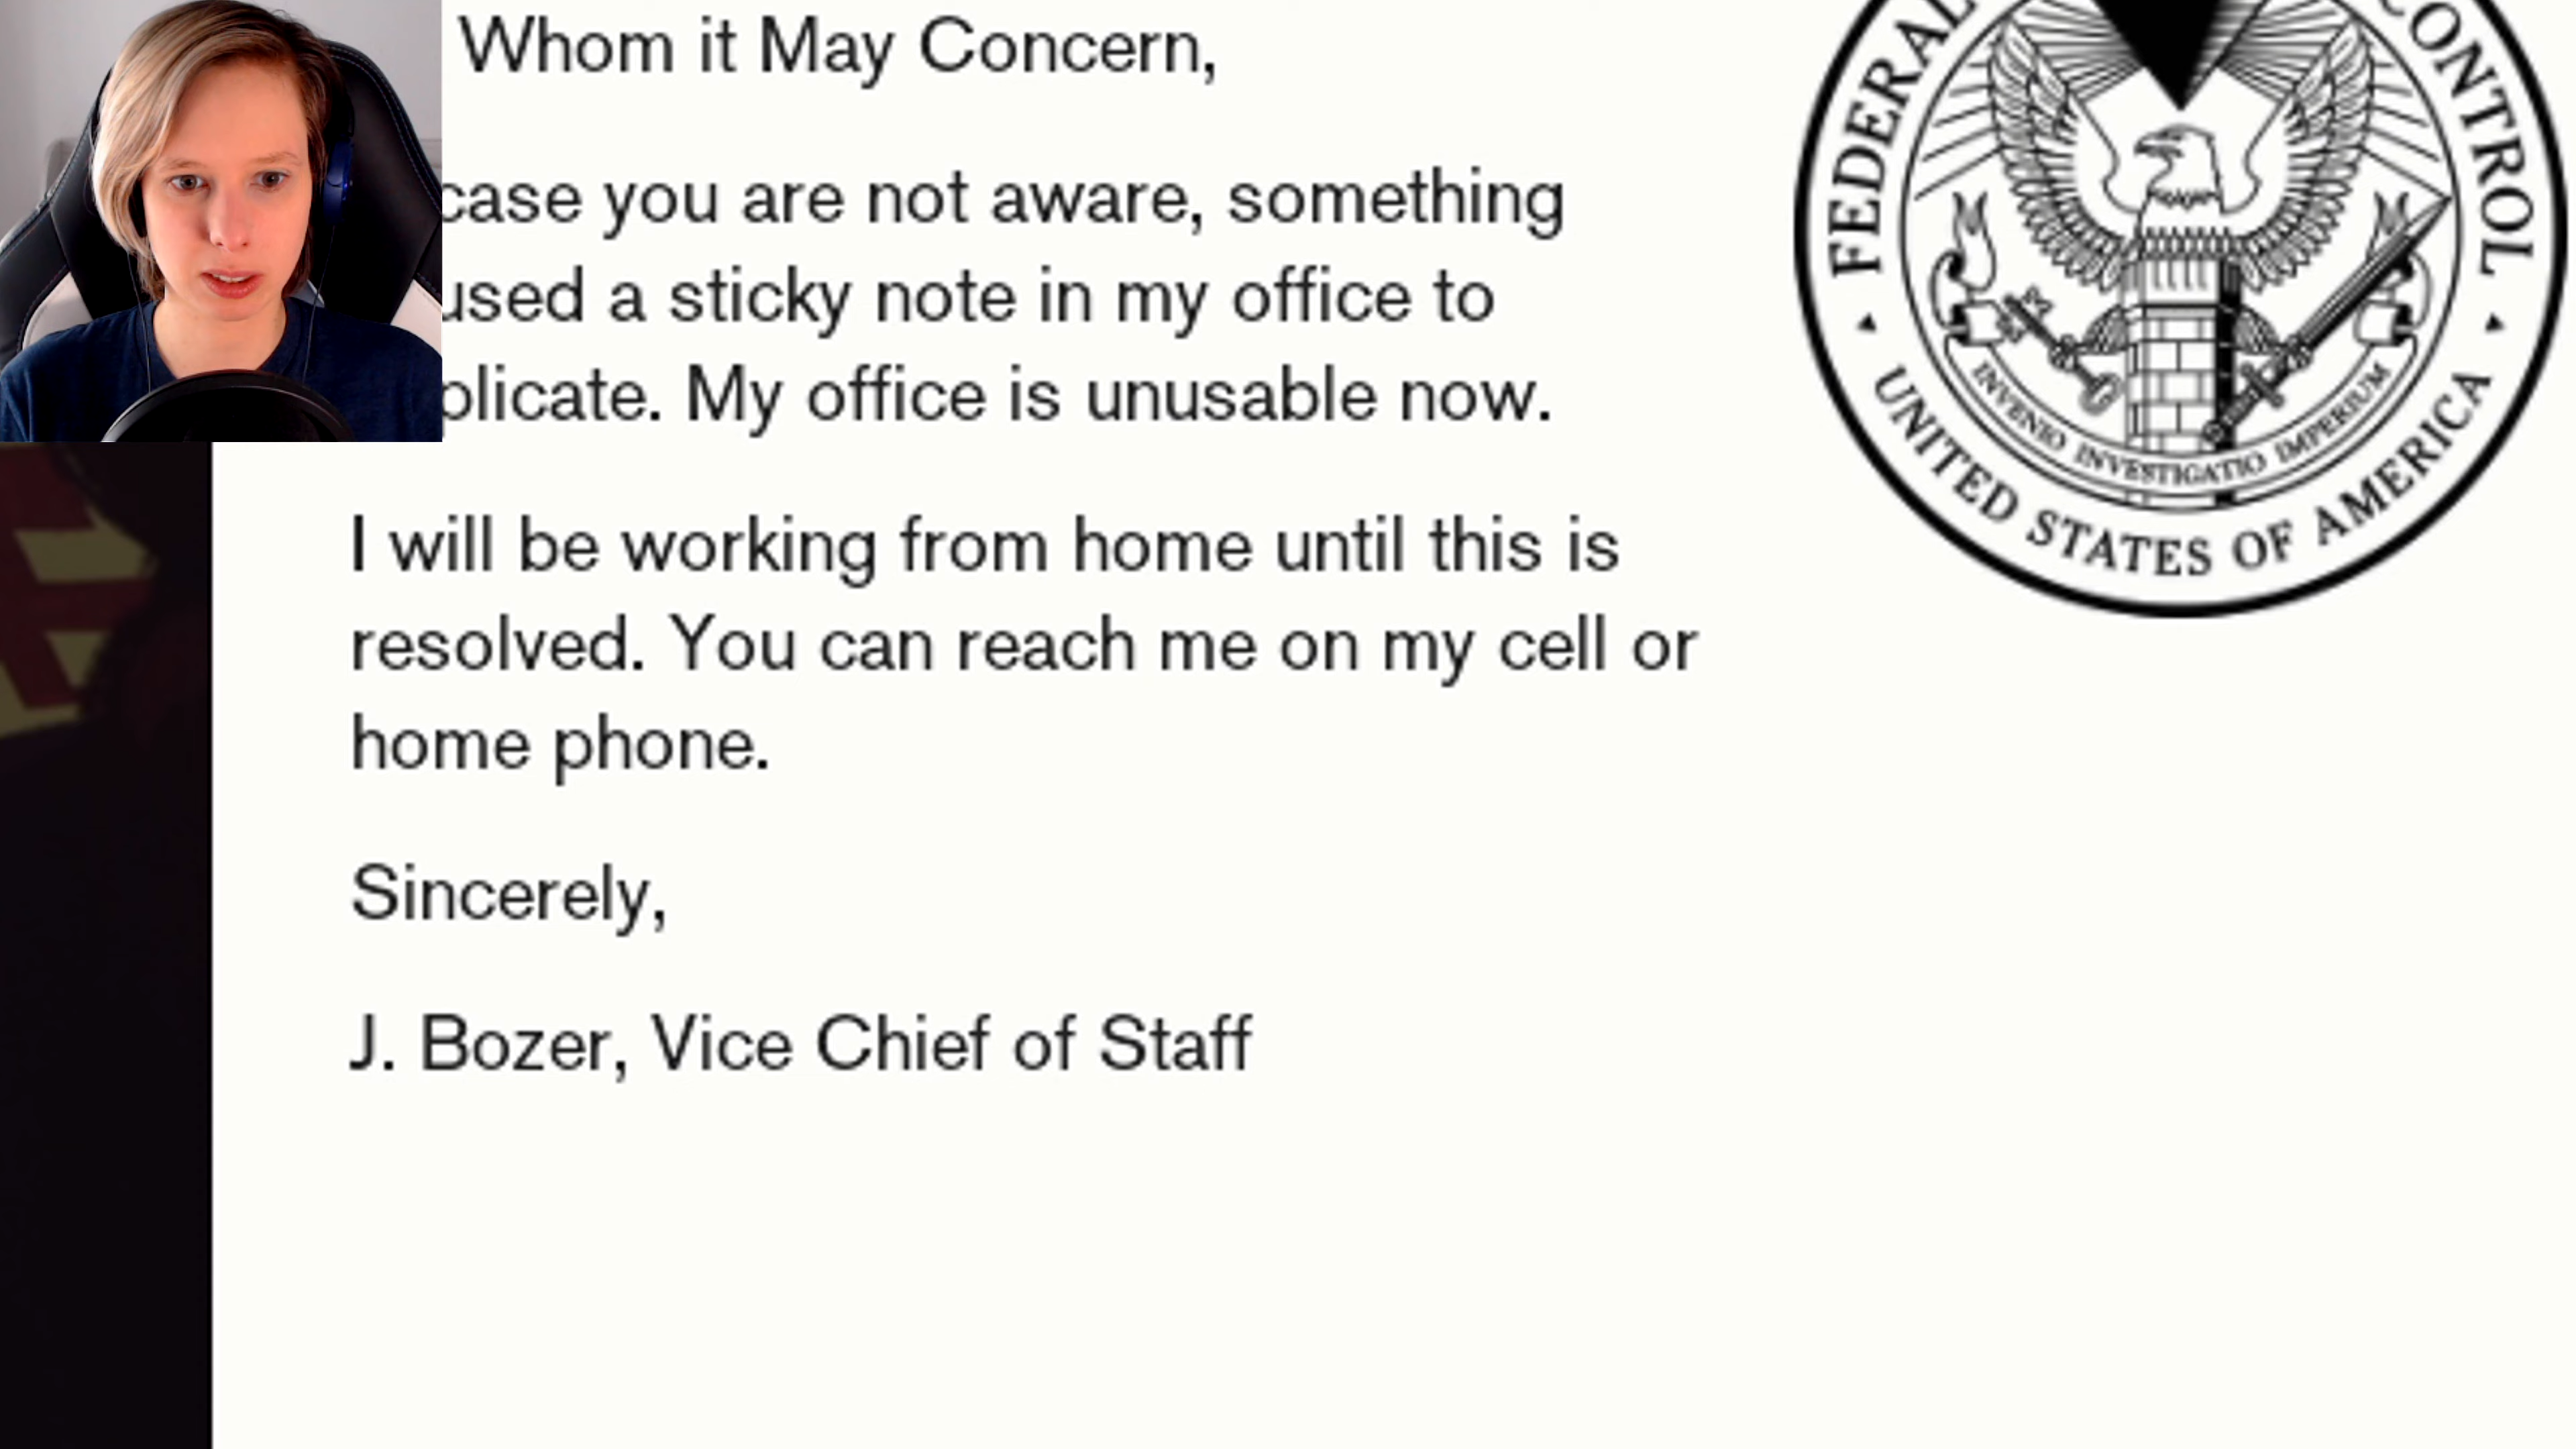 Whom it May Concern,
case you are not aware, something
used a sticky note in my office to
plicate. My office is unusable now.
I will be working from home until this is
resolved. You can reach me on my cell or
home phone.
Sincerely,
J. Bozer, Vice Chief of Staff
FEDERAL CONTROL
INVENIO INVESTIGATIO IMPERIUM
UNITED STATES OF AMERICA